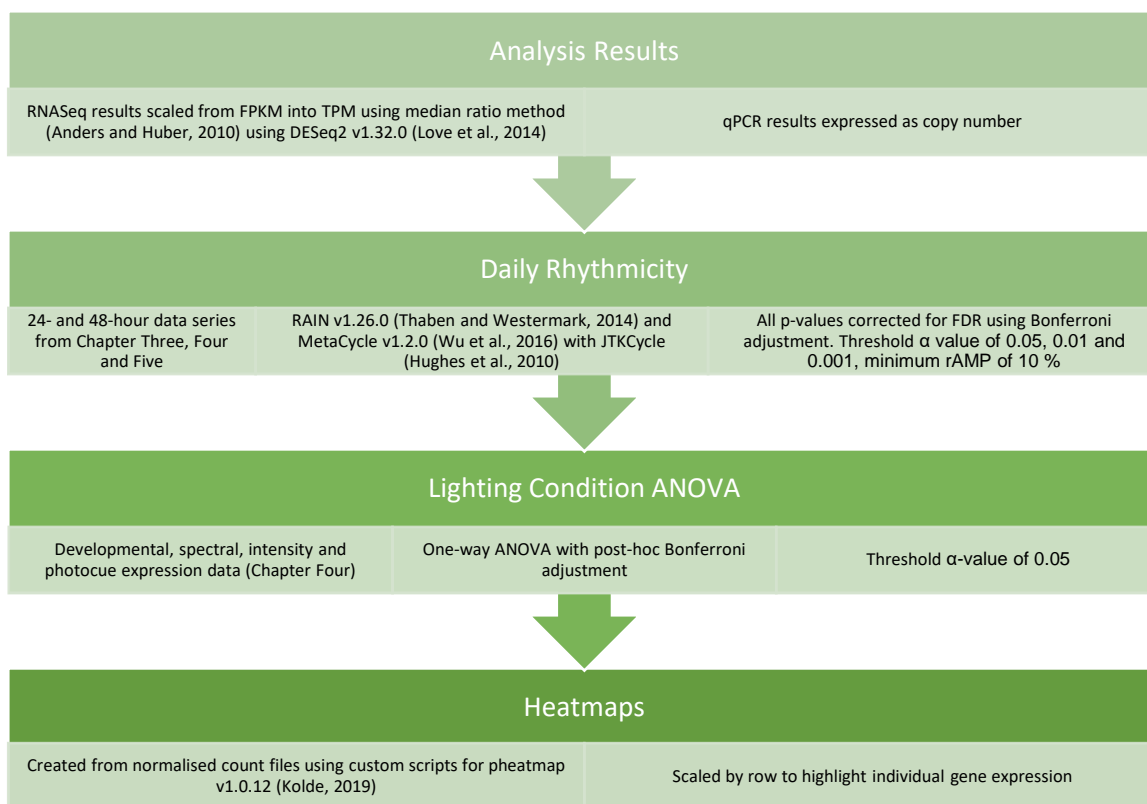 Analysis Results
RNASeq results scaled from FPKM into TPM using median ratio method
(Anders and Huber, 2010) using DESeq2 v1.32.0 (Love et al., 2014)
qPCR results expressed as copy number
Daily Rhythmicity
24- and 48-hour data series
from Chapter Three, Four
and Five
RAIN v1.26.0 (Thaben and Westermark, 2014) and
MetaCycle v1.2.0 (Wu et al., 2016) with JTKCycle
(Hughes et al., 2010)
All p-values corrected for FDR using Bonferroni
adjustment. Threshold α value of 0.05, 0.01 and
0.001, minimum rAMP of 10 %
Lighting Condition ANOVA
Developmental, spectral, intensity and
photocue expression data (Chapter Four)
One-way ANOVA with post-hoc Bonferroni
adjustment
Threshold α-value of 0.05
Heatmaps
Created from normalised count files using custom scripts for pheatmap
v1.0.12 (Kolde, 2019)
Scaled by row to highlight individual gene expression